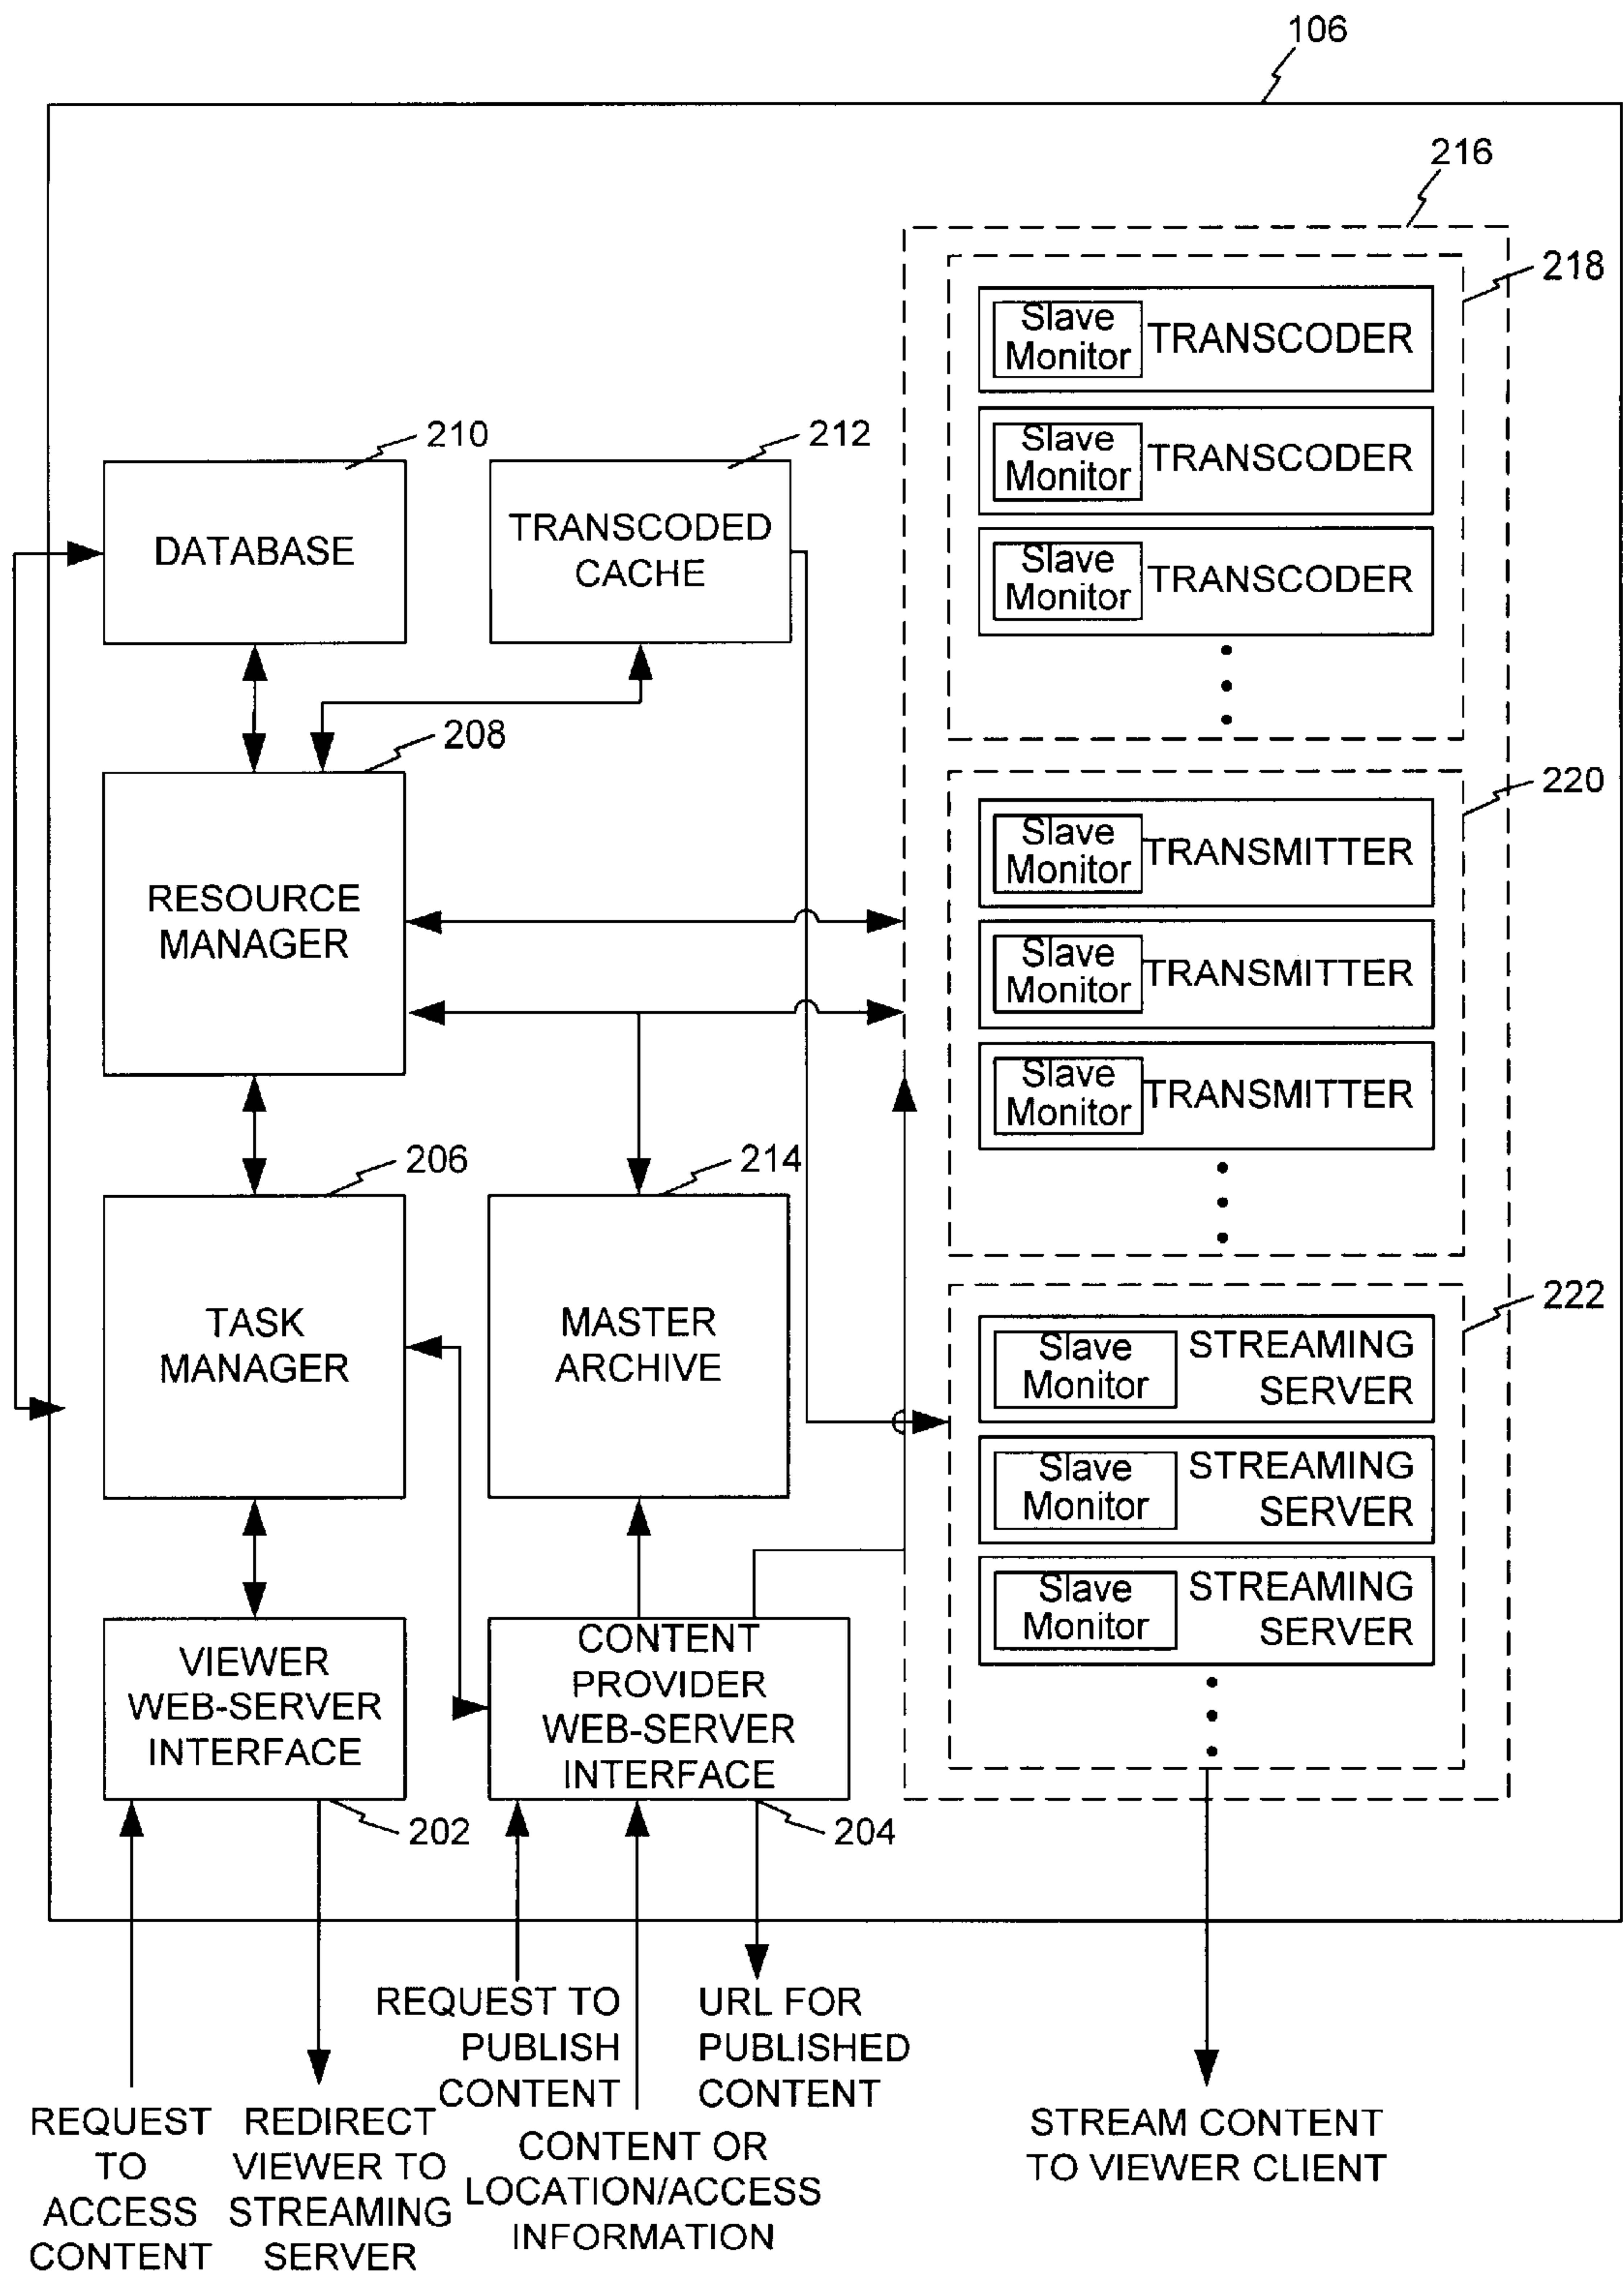 106
216
218
Slave
Monitor
TRANSCODER
Slave
Monitor
TRANSCODER
Slave
Monitor
TRANSCODER
210
DATABASE
212
TRANSCODED
CACHE
208
RESOURCE
MANAGER
220
Slave
Monitor
TRANSMITTER
Slave
Monitor
TRANSMITTER
Slave
Monitor
TRANSMITTER
206
TASK
MANAGER
214
MASTER
ARCHIVE
222
Slave
Monitor
STREAMING
SERVER
Slave
Monitor
STREAMING
SERVER
Slave
Monitor
STREAMING
SERVER
VIEWER
WEB-SERVER
INTERFACE
202
CONTENT
PROVIDER
WEB-SERVER
INTERFACE
204
REQUEST
TO
ACCESS
CONTENT
REDIRECT
VIEWER TO
STREAMING
SERVER
REQUEST TO
PUBLISH
CONTENT
CONTENT OR
LOCATION/ACCESS
INFORMATION
URL FOR
PUBLISHED
CONTENT
STREAM CONTENT
TO VIEWER CLIENT